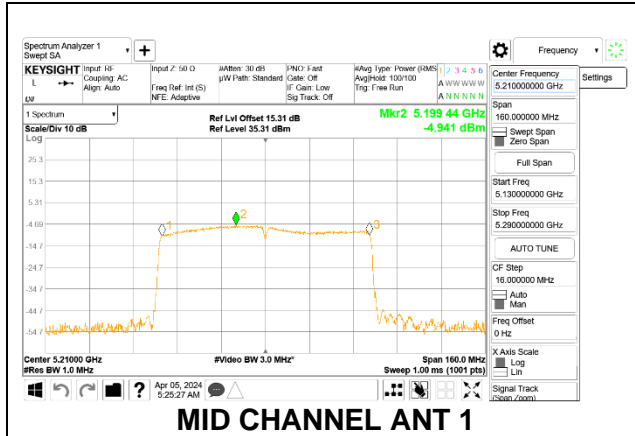 Spectrum Analyzer 1
Swept SA
Frequency
KEYSIGHT
Input: RF
Coupling: AC
Align: Auto
Input Z: 50 Ω
Freq Ref: Int (S)
NFE: Adaptive
#Atten: 30 dB
µW Path: Standard
PNO: Fast
Gate: Off
IF Gain: Low
Sig Track: Off
#Avg Type: Power (RMS
Avg|Hold: 100/100
Trig: Free Run
1 2 3 4 5 6
A W W W W W
A N N N N N
L
Center Frequency
5.210000000 GHz
Settings
Span
160.000000 MHz
Swept Span
Zero Span
Full Span
Start Freq
5.130000000 GHz
Stop Freq
5.290000000 GHz
AUTO TUNE
CF Step
16.000000 MHz
Auto
Man
Freq Offset
0 Hz
X Axis Scale
Log
Lin
Signal Track
(Span Zoom)
1 Spectrum
Scale/Div 10 dB
Log
Ref Lvl Offset 15.31 dB
Ref Level 35.31 dBm
Mkr2 5.199 44 GHz
-4.941 dBm
25.3
15.3
5.31
-4.69
-14.7
-24.7
-34.7
-44.7
-54.7
1
2
3
Center 5.21000 GHz
#Res BW 1.0 MHz
#Video BW 3.0 MHz*
Span 160.0 MHz
Sweep 1.00 ms (1001 pts)
?
Apr 05, 2024
5:25:27 AM
MID CHANNEL ANT 1